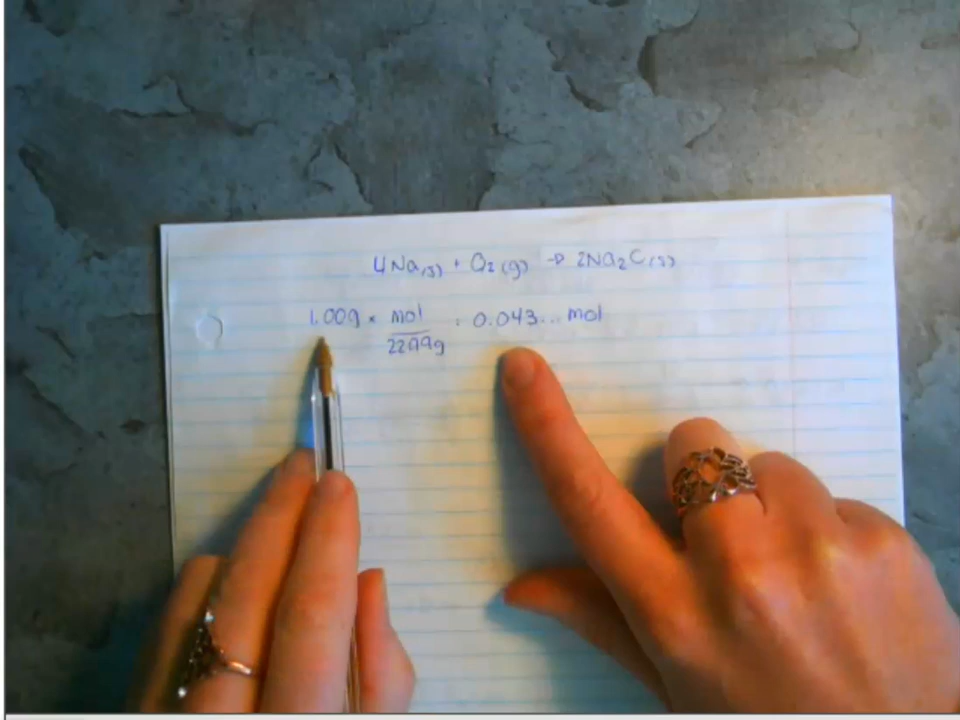 4Na(s) + O2(g) → 2Na2O(s)
1.00g × mol = 0.043... mol
22.99g